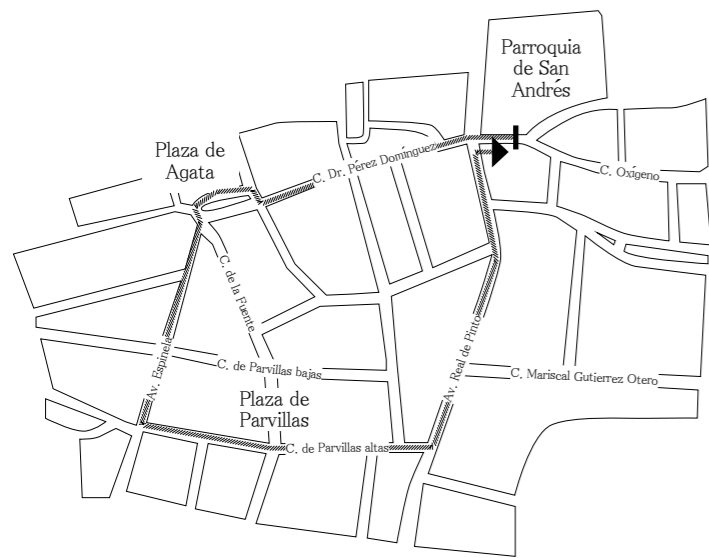 Parroquia
de San
Andrés
Plaza de
Agata
C. Dr. Pérez Domínguez
C. Oxígeno
C. de la Fuente
Av. Espinela
Av. Real de Pinto
C. de Parvillas bajas
C. Mariscal Gutierrez Otero
Plaza de
Parvillas
C. de Parvillas altas